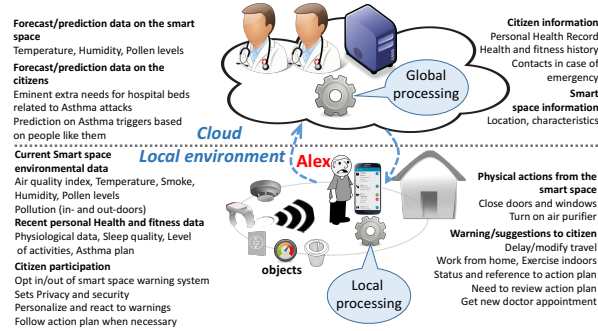 Forecast/prediction data on the smart
space
Temperature, Humidity, Pollen levels
Forecast/prediction data on the
citizens
Eminent extra needs for hospital beds
related to Asthma attacks
Prediction on Asthma triggers based
on people like them
Citizen information
Personal Health Record
Health and fitness history
Contacts in case of
emergency
Smart
space information
Location, characteristics
Global
processing
Cloud
Local environment
Alex
Current Smart space
environmental data
Air quality index, Temperature, Smoke,
Humidity, Pollen levels
Pollution (in- and out-doors)
Recent personal Health and fitness data
Physiological data, Sleep quality, Level
of activities, Asthma plan
Citizen participation
Opt in/out of smart space warning system
Sets Privacy and security
Personalize and react to warnings
Follow action plan when necessary
objects
Local
processing
Physical actions from the
smart space
Close doors and windows
Turn on air purifier
Warning/suggestions to citizen
Delay/modify travel
Work from home, Exercise indoors
Status and reference to action plan
Need to review action plan
Get new doctor appointment